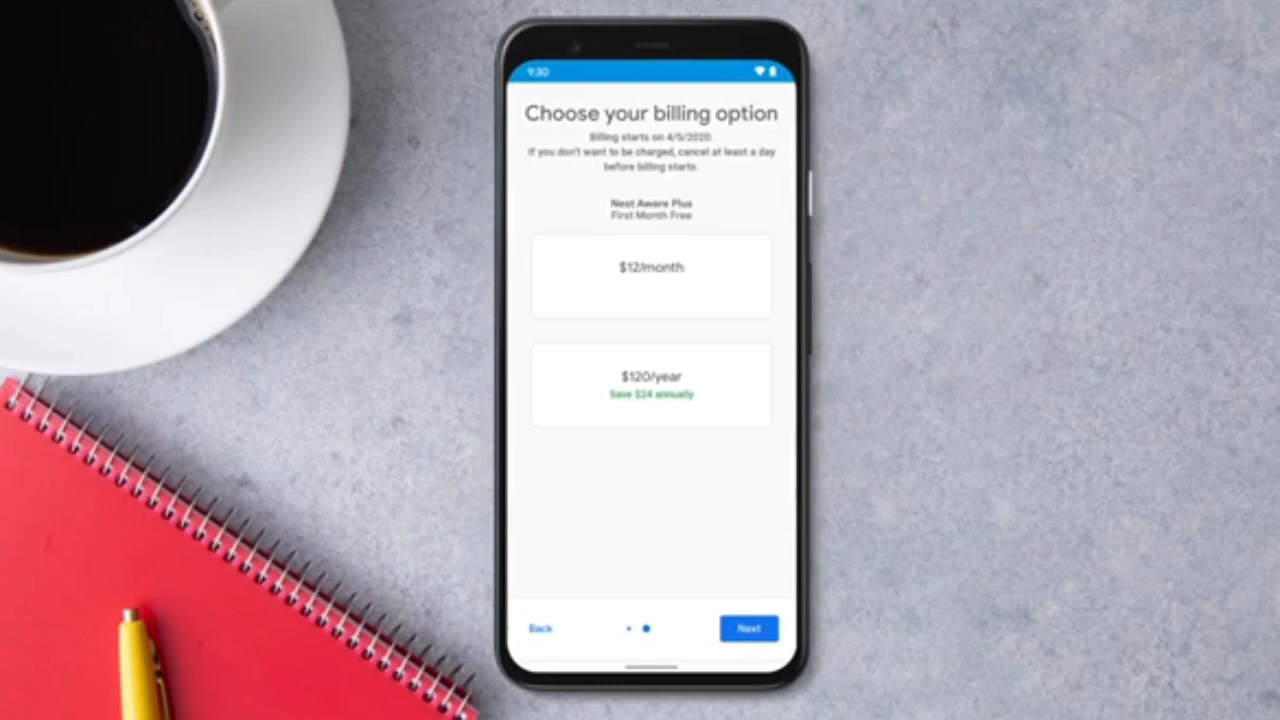 9:30
Choose your billing option
Billing starts on 4/5/2020.
If you don't want to be charged, cancel at least a day
before billing starts.
Nest Aware Plus
First Month Free
$12/month
$120/year
Save $24 annually
Back
Next